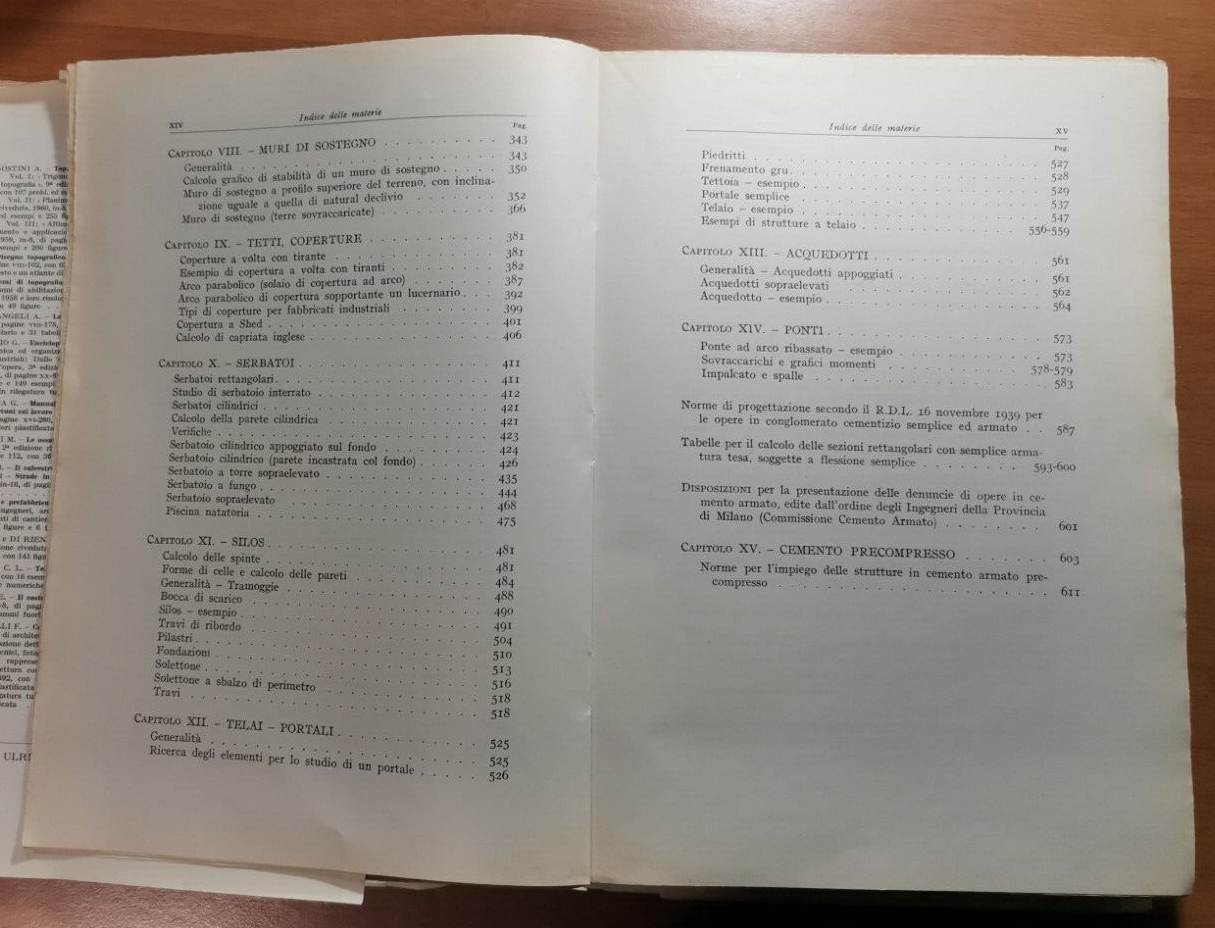 XIV
Indice delle materie
Pag.
CAPITOLO VIII. – MURI DI SOSTEGNO . . . . . . . . . . 343
Generalità . . . . . . . . . . . . . . . . . . . . 343
Calcolo grafico di stabilità di un muro di sostegno . . . . . 350
Muro di sostegno a profilo superiore del terreno, con inclina-
zione uguale a quella di natural declivio . . . . . . . 352
Muro di sostegno (terre sovraccaricate) . . . . . . . . . 366
CAPITOLO IX. – TETTI, COPERTURE . . . . . . . . . . 381
Coperture a volta con tirante . . . . . . . . . . . . 381
Esempio di copertura a volta con tiranti . . . . . . . . 382
Arco parabolico (solaio di copertura ad arco) . . . . . . . 387
Arco parabolico di copertura sopportante un lucernario . . . 392
Tipi di coperture per fabbricati industriali . . . . . . . . 399
Copertura a Shed . . . . . . . . . . . . . . . . . 401
Calcolo di capriata inglese . . . . . . . . . . . . . . 406
CAPITOLO X. – SERBATOI . . . . . . . . . . . . . . 411
Serbatoi rettangolari . . . . . . . . . . . . . . . . 411
Studio di serbatoio interrato . . . . . . . . . . . . . 412
Serbatoi cilindrici . . . . . . . . . . . . . . . . . 421
Calcolo della parete cilindrica . . . . . . . . . . . . . 421
Verifiche . . . . . . . . . . . . . . . . . . . . 423
Serbatoio cilindrico appoggiato sul fondo . . . . . . . . 424
Serbatoio cilindrico (parete incastrata col fondo) . . . . . . 426
Serbatoio a torre sopraelevato . . . . . . . . . . . . 435
Serbatoio a fungo . . . . . . . . . . . . . . . . . 444
Serbatoio sopraelevato . . . . . . . . . . . . . . . 468
Piscina natatoria . . . . . . . . . . . . . . . . . 475
CAPITOLO XI. – SILOS . . . . . . . . . . . . . . . 481
Calcolo delle spinte . . . . . . . . . . . . . . . . 481
Forme di celle e calcolo delle pareti . . . . . . . . . . 484
Generalità – Tramoggie . . . . . . . . . . . . . . . 488
Bocca di scarico . . . . . . . . . . . . . . . . . 490
Silos – esempio . . . . . . . . . . . . . . . . . . 491
Travi di ribordo . . . . . . . . . . . . . . . . . 504
Pilastri . . . . . . . . . . . . . . . . . . . . . 510
Fondazioni . . . . . . . . . . . . . . . . . . . 513
Solettone . . . . . . . . . . . . . . . . . . . . 516
Solettone a sbalzo di perimetro . . . . . . . . . . . . 518
Travi . . . . . . . . . . . . . . . . . . . . . 518
CAPITOLO XII. – TELAI – PORTALI . . . . . . . . . . 525
Generalità . . . . . . . . . . . . . . . . . . . . 525
Ricerca degli elementi per lo studio di un portale . . . . . 526
Indice delle materie
XV
Pag.
Piedritti . . . . . . . . . . . . . . . . . . . . 527
Frenamento gru . . . . . . . . . . . . . . . . . 528
Tettoia – esempio . . . . . . . . . . . . . . . . . 529
Portale semplice . . . . . . . . . . . . . . . . . 537
Telaio – esempio . . . . . . . . . . . . . . . . . 547
Esempi di strutture a telaio . . . . . . . . . . . . 556-559
CAPITOLO XIII. – ACQUEDOTTI . . . . . . . . . . . . 561
Generalità – Acquedotti appoggiati . . . . . . . . . . 561
Acquedotti sopraelevati . . . . . . . . . . . . . . . 562
Acquedotto – esempio . . . . . . . . . . . . . . . 564
CAPITOLO XIV. – PONTI . . . . . . . . . . . . . . . 573
Ponte ad arco ribassato – esempio . . . . . . . . . . . 573
Sovraccarichi e grafici momenti . . . . . . . . . . 578-579
Impalcato e spalle . . . . . . . . . . . . . . . . 583
Norme di progettazione secondo il R.D.L. 16 novembre 1939 per
le opere in conglomerato cementizio semplice ed armato . . 587
Tabelle per il calcolo delle sezioni rettangolari con semplice arma-
tura tesa, soggette a flessione semplice . . . . . . . . 593-600
DISPOSIZIONI per la presentazione delle denuncie di opere in ce-
mento armato, edite dall'ordine degli Ingegneri della Provincia
di Milano (Commissione Cemento Armato) . . . . . . . . 601
CAPITOLO XV. – CEMENTO PRECOMPRESSO . . . . . . 603
Norme per l'impiego delle strutture in cemento armato pre-
compresso . . . . . . . . . . . . . . . . . . . . 611